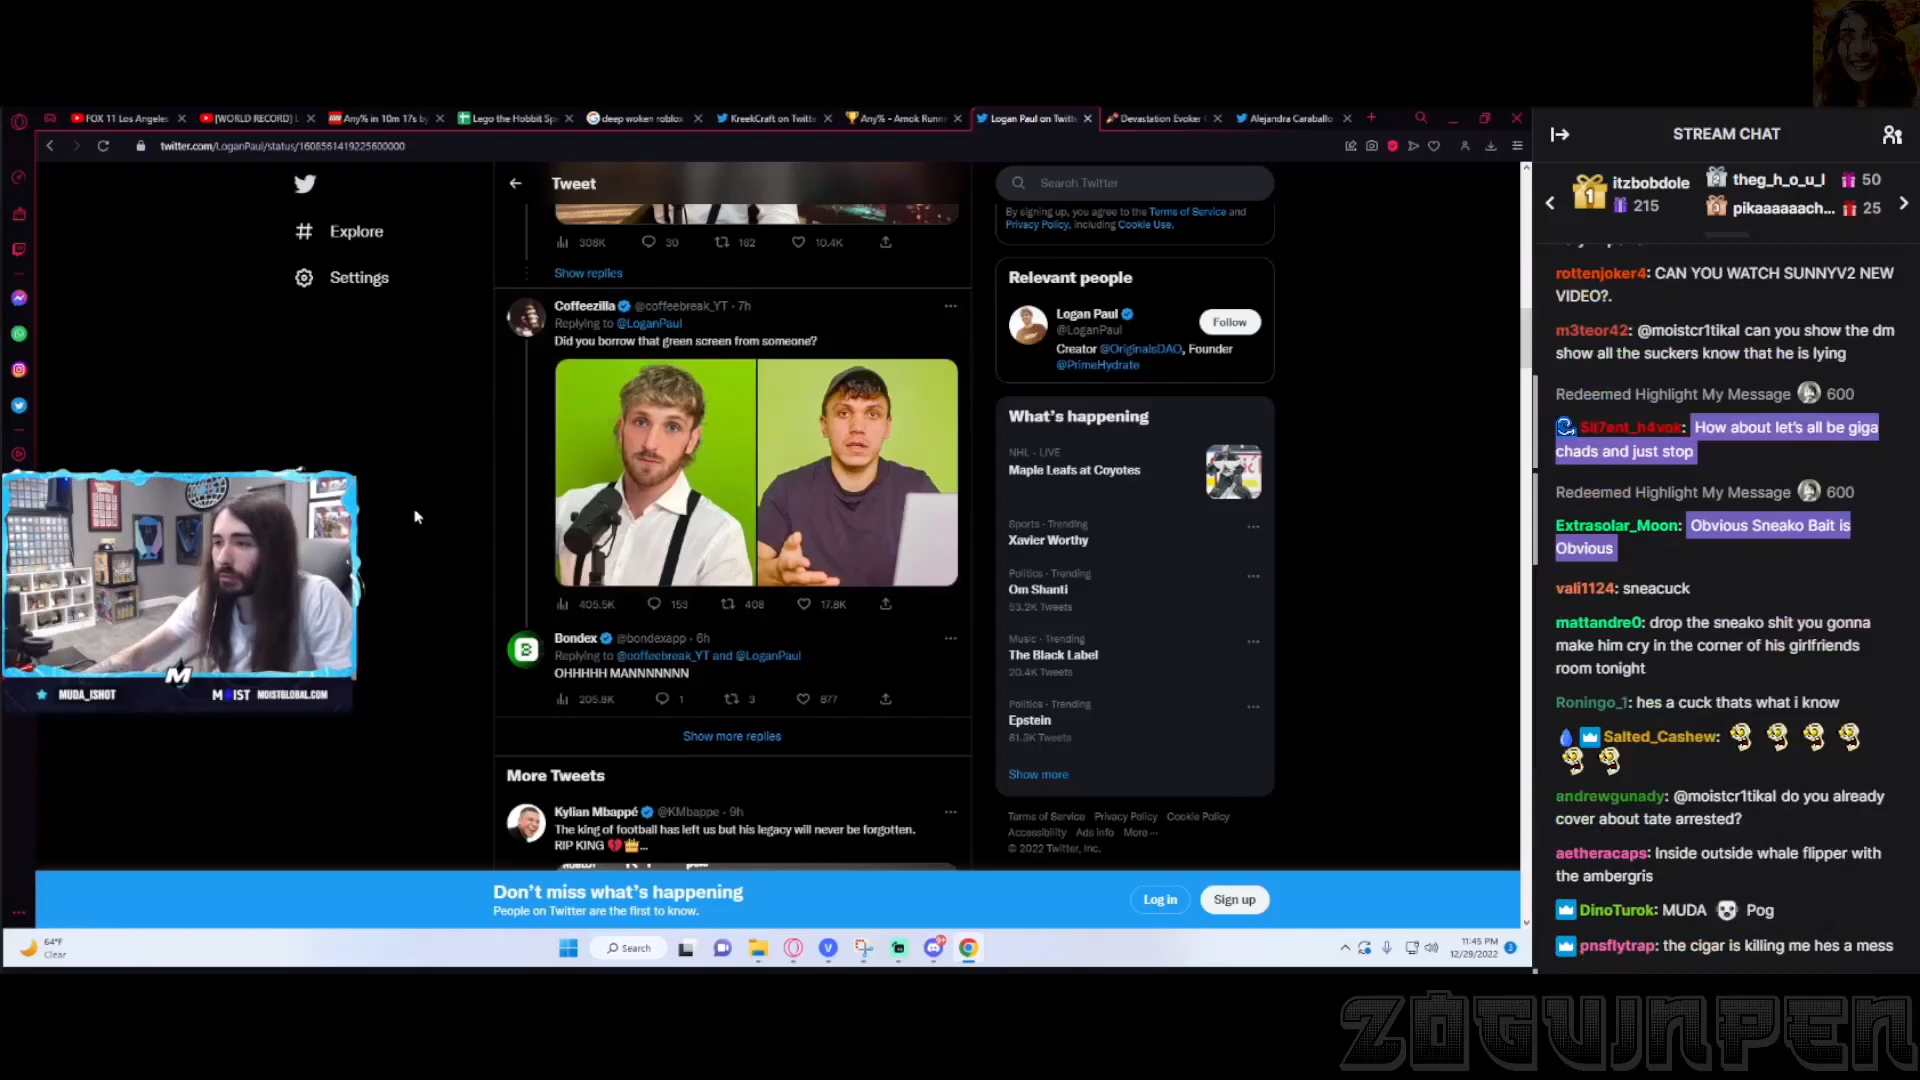 FOX 11 Los Angeles
[WORLD RECORD] L
Any% in 10m 17s by
Lego the Hobbit Sp
deep woken roblox
KreekCraft on Twitte
Any% - Amok Runn
Logan Paul on Twitt
Devastation Evoker
Alejandra Caraballo
twitter.com/LoganPaul/status/1608561419225600000
Explore
Settings
Tweet
308K 30 162 10.4K
Show replies
Coffeezilla @coffeebreak_YT · 7h
Replying to @LoganPaul
Did you borrow that green screen from someone?
405.5K 153 408 17.8K
Bondex @bondexapp · 6h
Replying to @coffeebreak_YT and @LoganPaul
OHHHHH MANNNNNNN
205.8K 1 3 877
Show more replies
More Tweets
Kylian Mbappé @KMbappe · 9h
The king of football has left us but his legacy will never be forgotten.
RIP KING 💔👑...
Search Twitter
By signing up, you agree to the Terms of Service and
Privacy Policy, including Cookie Use.
Relevant people
Logan Paul
@LoganPaul
Follow
Creator @OriginalsDAO, Founder
@PrimeHydrate
What's happening
NHL · LIVE
Maple Leafs at Coyotes
Sports · Trending
Xavier Worthy
Politics · Trending
Om Shanti
53.2K Tweets
Music · Trending
The Black Label
20.4K Tweets
Politics · Trending
Epstein
81.3K Tweets
Show more
Terms of Service Privacy Policy Cookie Policy
Accessibility Ads info More ···
© 2022 Twitter, Inc.
MUDA_ISHOT
M IST MOISTGLOBAL.COM
Don't miss what's happening
People on Twitter are the first to know.
Log in
Sign up
64°F
Clear
Search
11:45 PM
12/29/2022
3
STREAM CHAT
1 itzbobdole
215
2 theg_h_o_u_l 50
3 pikaaaaaach... 25
rottenjoker4: CAN YOU WATCH SUNNYV2 NEW
VIDEO?.
m3teor42: @moistcr1tikal can you show the dm
show all the suckers know that he is lying
Redeemed Highlight My Message 600
Sil7ent_h4vok: How about let's all be giga
chads and just stop
Redeemed Highlight My Message 600
Extrasolar_Moon: Obvious Sneako Bait is
Obvious
vali1124: sneacuck
mattandre0: drop the sneako shit you gonna
make him cry in the corner of his girlfriends
room tonight
Roningo_1: hes a cuck thats what i know
Salted_Cashew:
andrewgunady: @moistcr1tikal do you already
cover about tate arrested?
aetheracaps: Inside outside whale flipper with
the ambergris
DinoTurok: MUDA Pog
pnsflytrap: the cigar is killing me hes a mess
ZOGUJNPEN